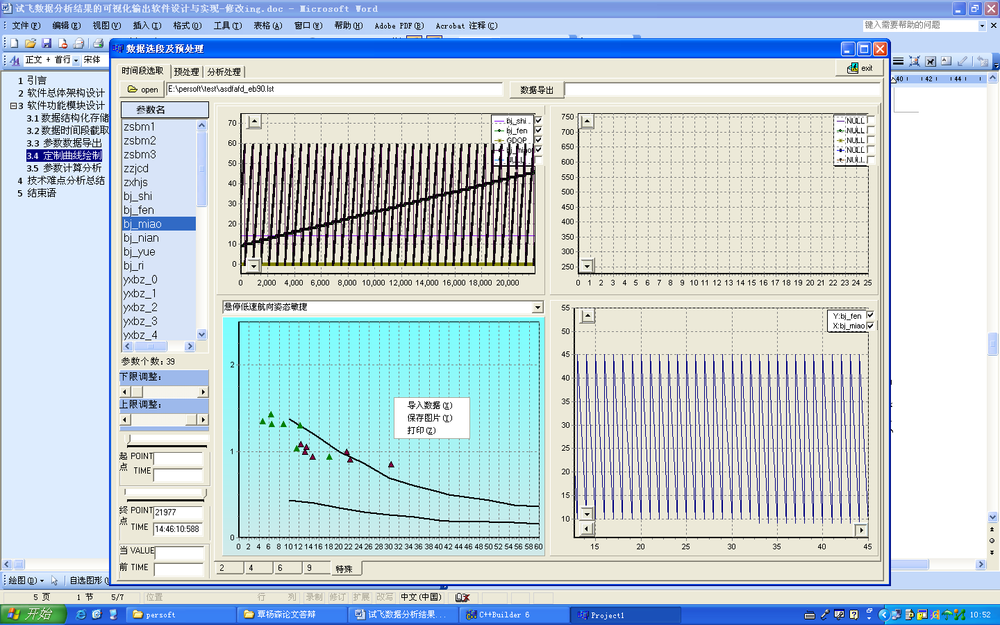 试飞数据分析结果的可视化输出软件设计与实现-修改ing.doc - Microsoft Word
文件(F) 编辑(E) 视图(V) 插入(I) 格式(O) 工具(T) 表格(A) 窗口(W) 帮助(H) Adobe PDF(B) Acrobat 注释(C) 键入需要帮助的问题
正文 + 首行 宋体
1 引言
2 软件总体架构设计
3 软件功能模块设计
3.1 数据结构化存储
3.2 数据时间段截取
3.3 参数数据导出
3.4 定制曲线绘制
3.5 参数计算分析
4 技术难点分析总结
5 结束语
40 42 44
数据选段及预处理
时间段选取 预处理 分析处理 exit
open E:\persoft\test\asdfafd_eb90.lst 数据导出
参数名
zsbm1
zsbm2
zsbm3
zzjcd
zxhjs
bj_shi
bj_fen
bj_miao
bj_nian
bj_yue
bj_ri
yxbz_0
yxbz_1
yxbz_2
yxbz_3
yxbz_4
参数个数: 39
下限调整:
上限调整:
起点 POINT
TIME
终点 POINT 21977
TIME 14:46:10:588
当前 VALUE
TIME
70
60
50
40
30
20
10
0
0 2,000 4,000 6,000 8,000 10,000 12,000 14,000 16,000 18,000 20,000
bj_shi
bj_fen
GDOP
bj_miao
NULL
750
700
650
600
550
500
450
400
350
300
250
0 1 2 3 4 5 6 7 8 9 10 11 12 13 14 15 16 17 18 19 20 21 22 23 24 25
NULL
NULL
NULL
NULL
NULL
悬停低速航向姿态敏捷
2
1
0
0 2 4 6 8 10 12 14 16 18 20 22 24 26 28 30 32 34 36 38 40 42 44 46 48 50 52 54 56 58 60
导入数据(X)
保存图片(Y)
打印(Z)
55
50
45
40
35
30
25
20
15
10
15 20 25 30 35 40 45
Y:bj_fen
X:bj_miao
2 4 6 9 特殊
绘图(D) 自选图形(U
5 页 1 节 5/7 位置 行 列 录制 修订 扩展 改写 中文(中国)
开始 persoft 覃杨森论文答辩 试飞数据分析结果... C++Builder 6 Project1 10:52